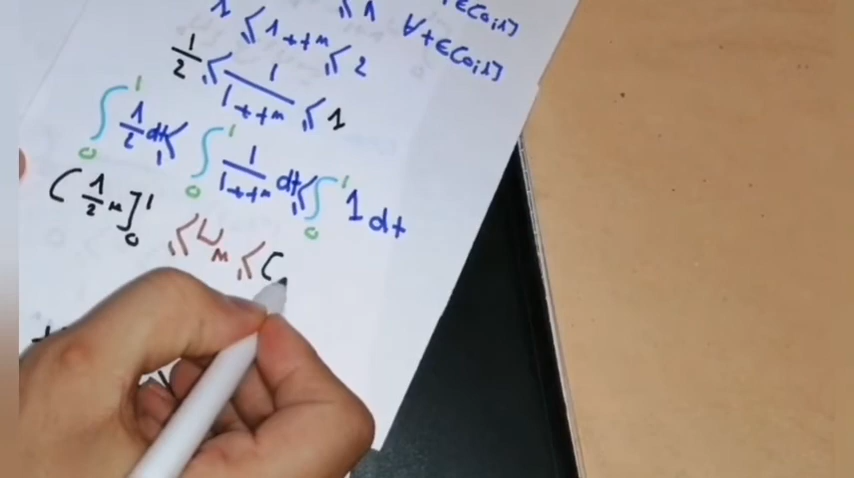 1 ≤ 1+t^n ≤ 2 ∀t∈[0;1]
1/2 ≤ 1/(1+t^n) ≤ 1
∫₀¹ 1/2 dt ≤ ∫₀¹ 1/(1+t^n) dt ≤ ∫₀¹ 1 dt
[1/2 n]₀¹ ≤ U_n ≤ [